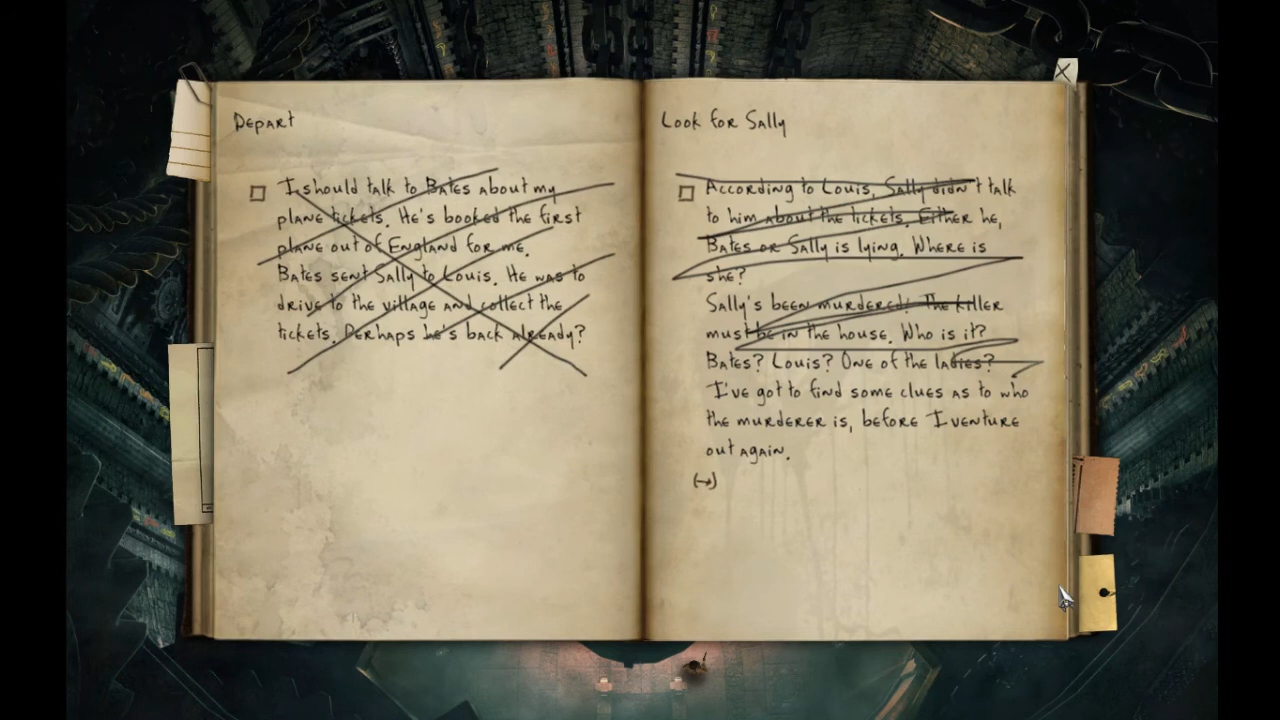 Depart
I should talk to Bates about my
plane tickets. He's booked the first
plane out of England for me.
Bates sent Sally to Louis. He was to
drive to the village and collect the
tickets. Perhaps he's back already?
Look for Sally
According to Louis, Sally didn't talk
to him about the tickets. Either he,
Bates or Sally is lying. Where is
she?
Sally's been murdered! The killer
must be in the house. Who is it?
Bates? Louis? One of the ladies?
I've got to find some clues as to who
the murderer is, before I venture
out again.
(→)